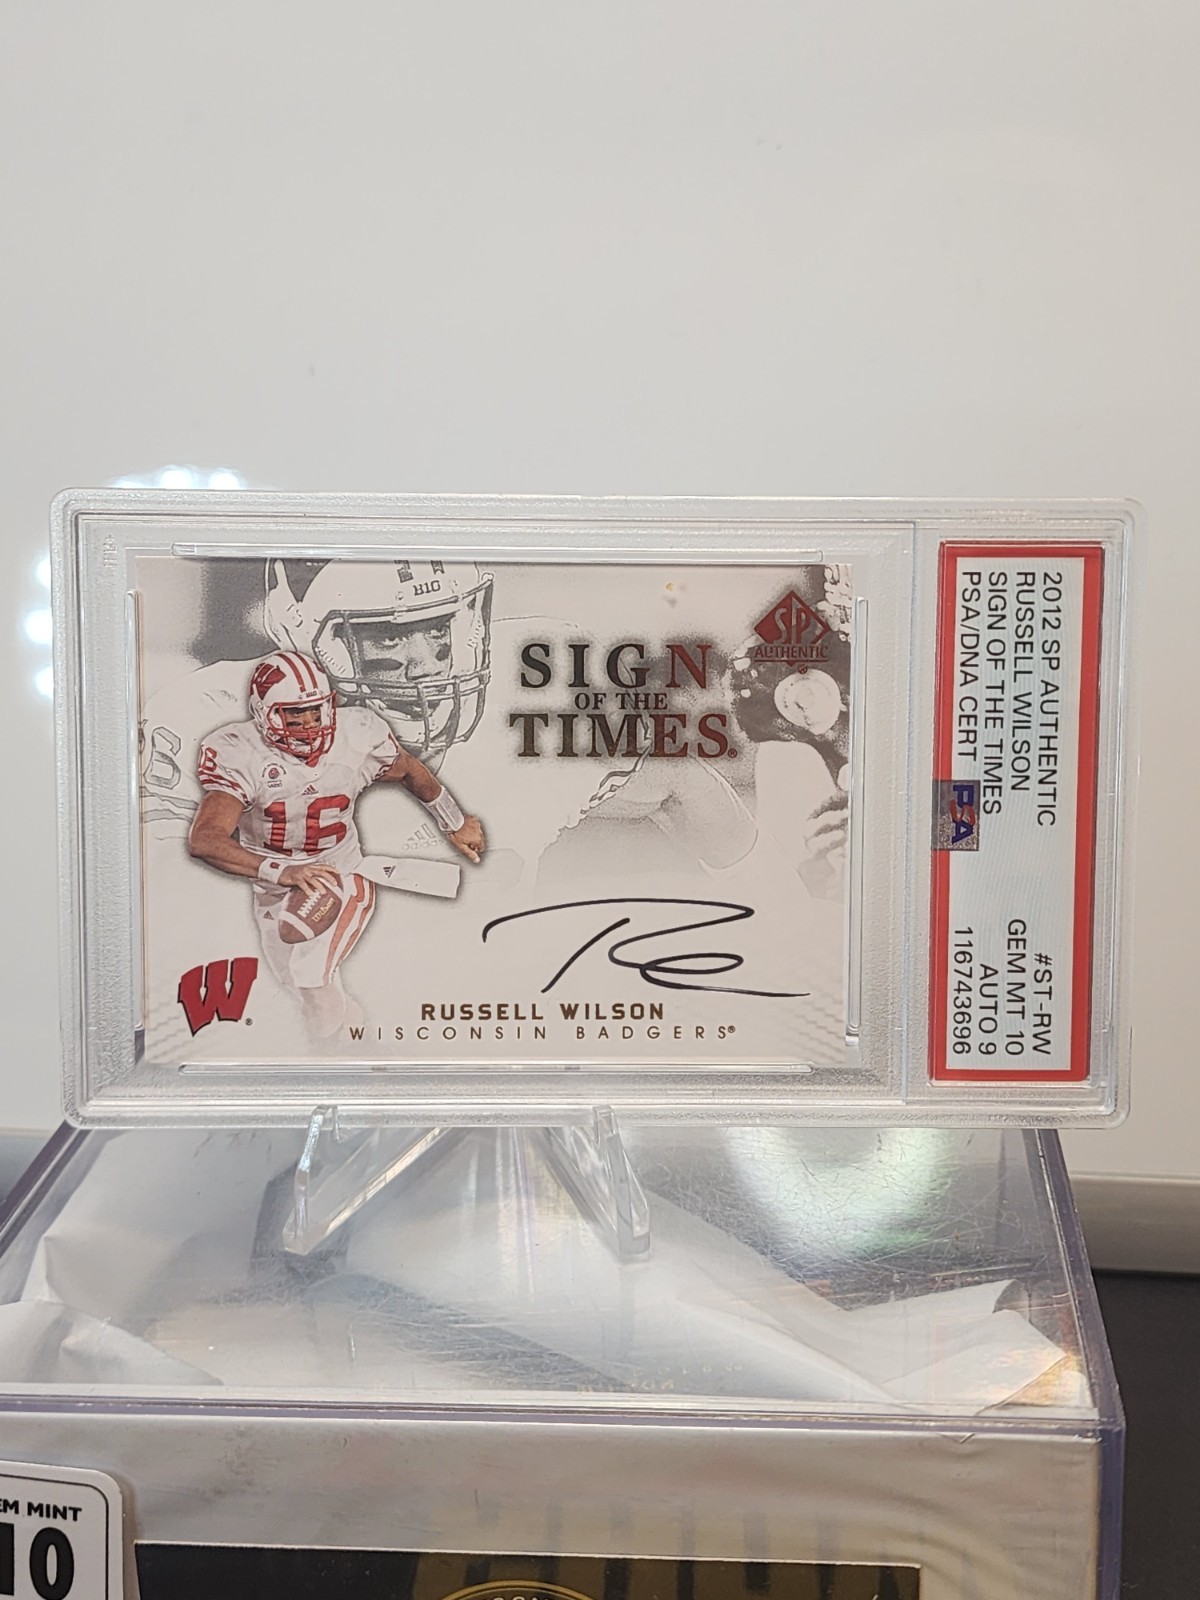 BIG
SIGN
OF THE
TIMES®
SP
AUTHENTIC
®
16
W®
RUSSELL WILSON
WISCONSIN BADGERS®
2012 SP AUTHENTIC
RUSSELL WILSON
SIGN OF THE TIMES
PSA/DNA CERT
PSA
#ST-RW
GEM MT 10
AUTO 9
116743696
MINT
10